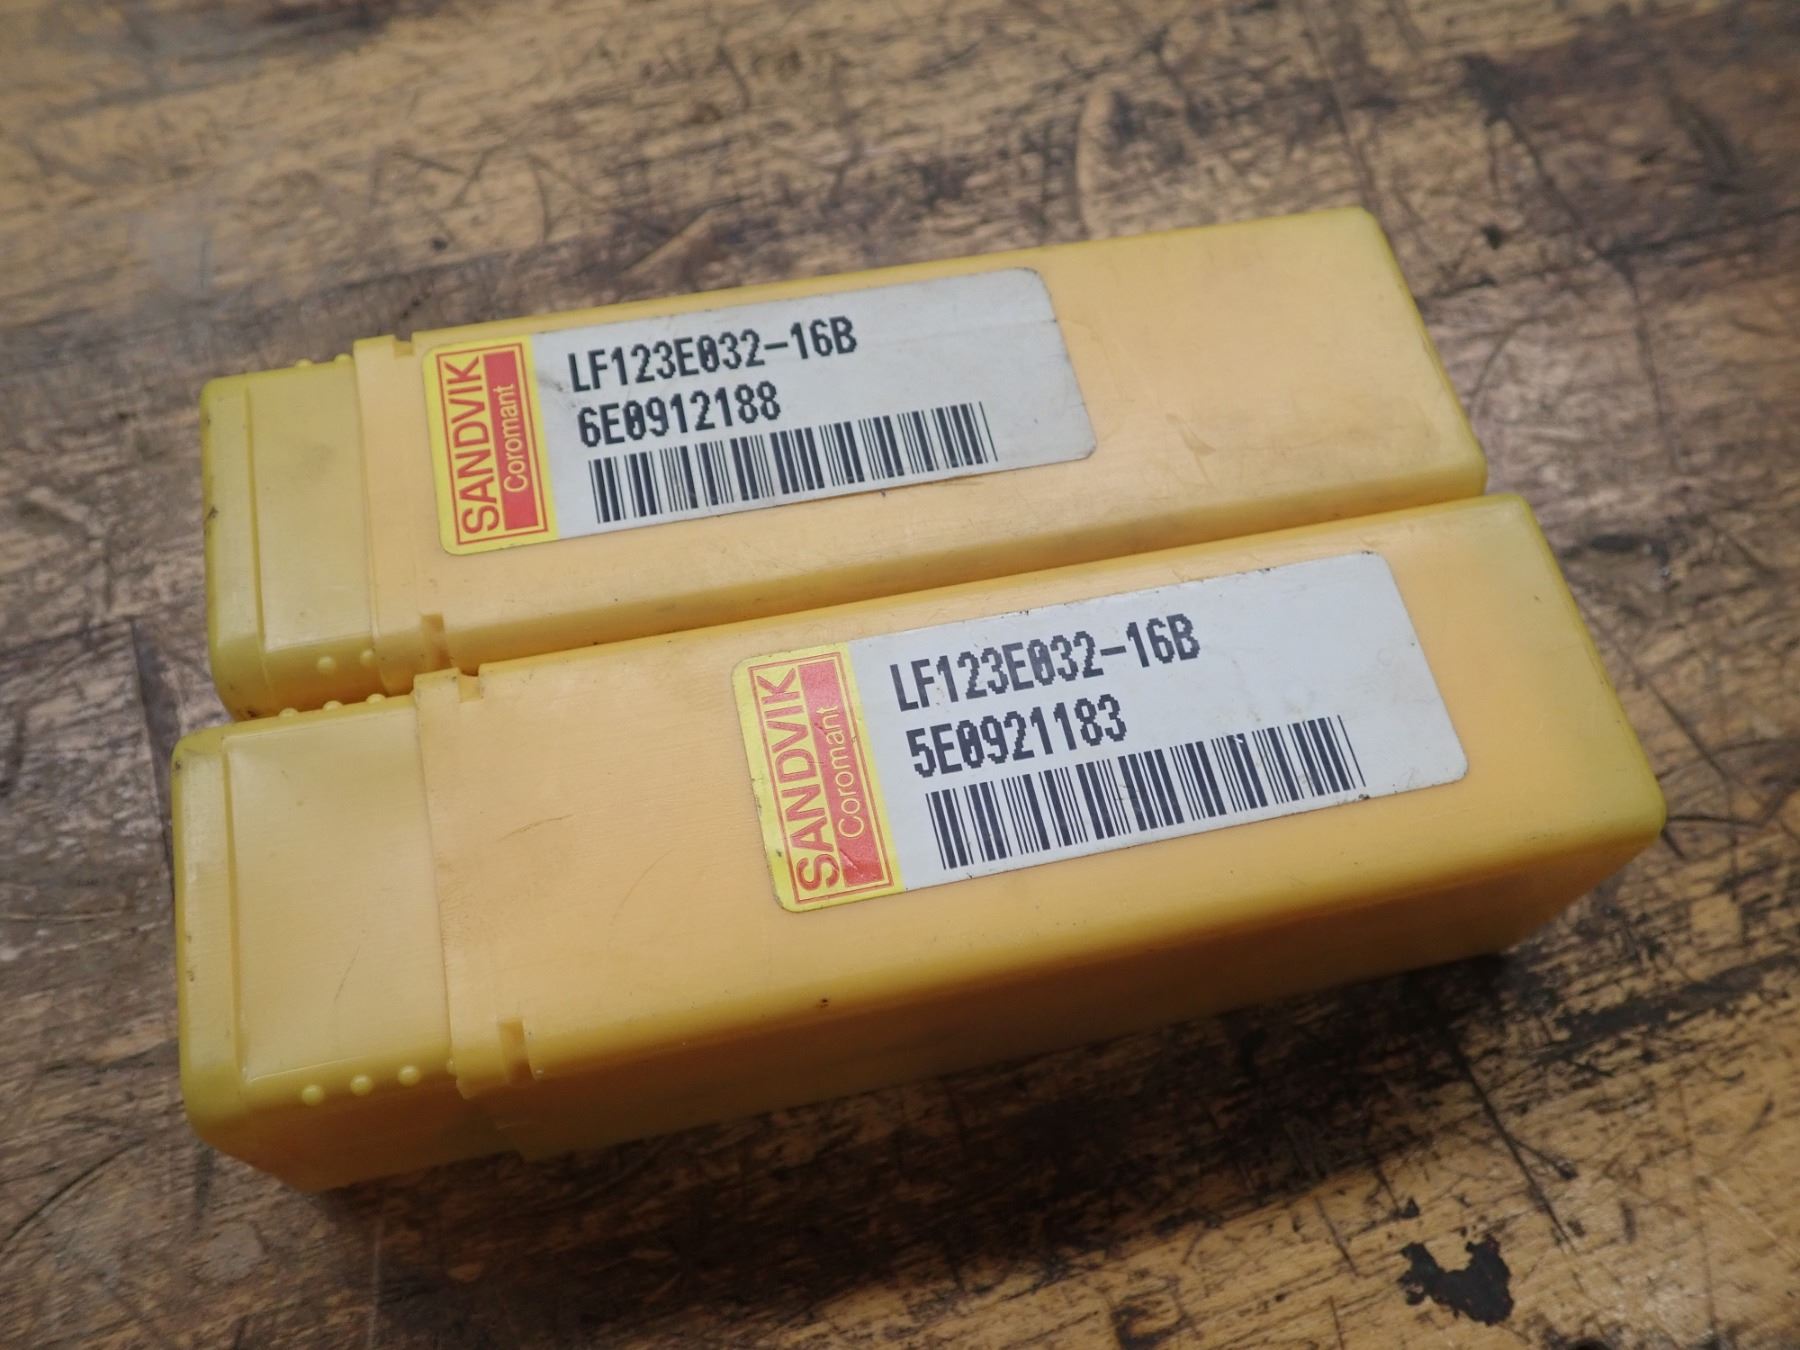 SANDVIK
Coromant
LF123E032-16B
6E0912188
SANDVIK
Coromant
LF123E032-16B
5E0921183